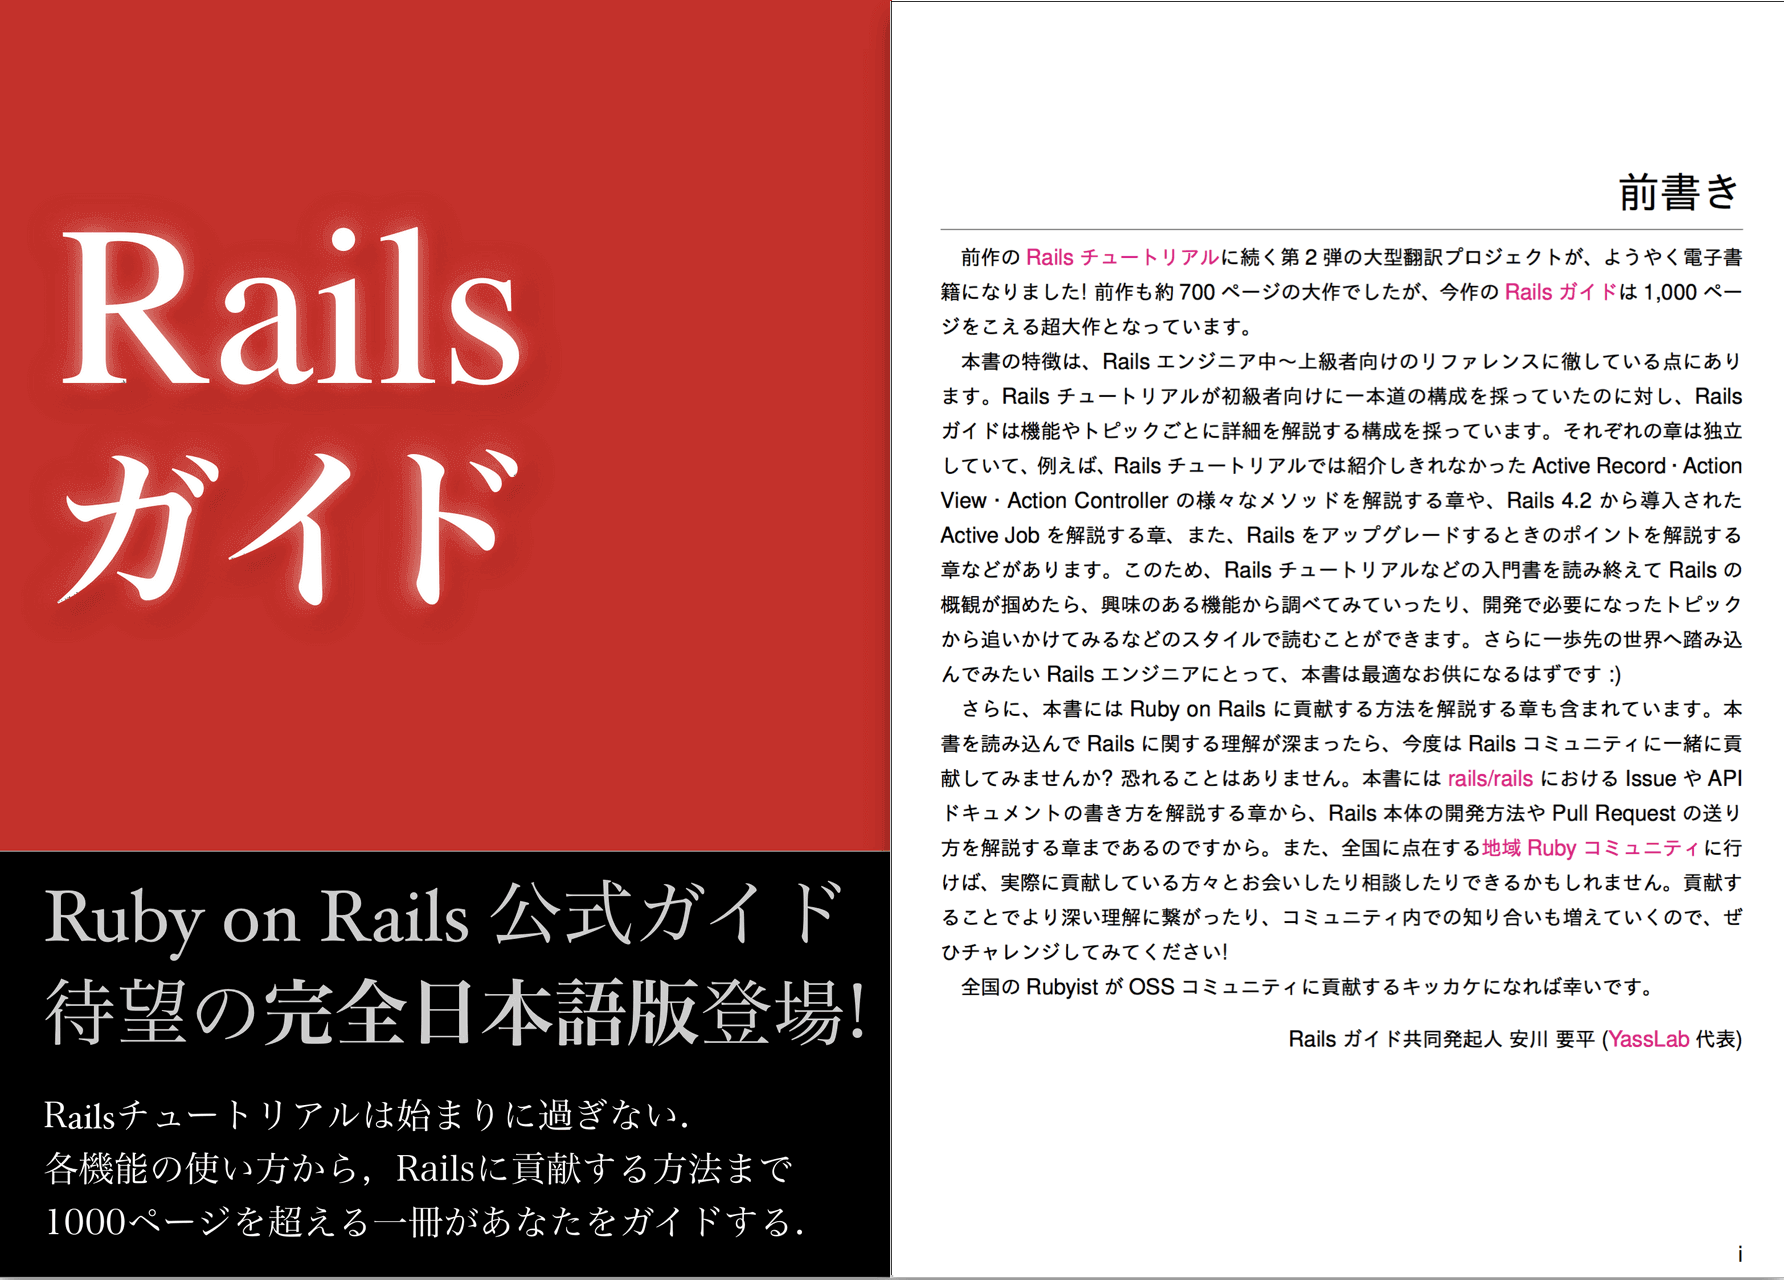 Rails
ガイド
Ruby on Rails 公式ガイド
待望の完全日本語版登場!
Railsチュートリアルは始まりに過ぎない.
各機能の使い方から，Railsに貢献する方法まで
1000ページを超える一冊があなたをガイドする.
前書き
前作の Rails チュートリアルに続く第 2 弾の大型翻訳プロジェクトが、ようやく電子書
籍になりました! 前作も約 700 ページの大作でしたが、今作の Rails ガイドは 1,000 ペー
ジをこえる超大作となっています。
本書の特徴は、Rails エンジニア中〜上級者向けのリファレンスに徹している点にあり
ます。Rails チュートリアルが初級者向けに一本道の構成を採っていたのに対し、Rails
ガイドは機能やトピックごとに詳細を解説する構成を採っています。それぞれの章は独立
していて、例えば、Rails チュートリアルでは紹介しきれなかった Active Record・Action
View・Action Controller の様々なメソッドを解説する章や、Rails 4.2 から導入された
Active Job を解説する章、また、Rails をアップグレードするときのポイントを解説する
章などがあります。このため、Rails チュートリアルなどの入門書を読み終えて Rails の
概観が掴めたら、興味のある機能から調べてみていったり、開発で必要になったトピック
から追いかけてみるなどのスタイルで読むことができます。さらに一歩先の世界へ踏み込
んでみたい Rails エンジニアにとって、本書は最適なお供になるはずです :)
さらに、本書には Ruby on Rails に貢献する方法を解説する章も含まれています。本
書を読み込んで Rails に関する理解が深まったら、今度は Rails コミュニティに一緒に貢
献してみませんか? 恐れることはありません。本書には rails/rails における Issue や API
ドキュメントの書き方を解説する章から、Rails 本体の開発方法や Pull Request の送り
方を解説する章まであるのですから。また、全国に点在する地域 Ruby コミュニティに行
けば、実際に貢献している方々とお会いしたり相談したりできるかもしれません。貢献す
ることでより深い理解に繋がったり、コミュニティ内での知り合いも増えていくので、ぜ
ひチャレンジしてみてください!
全国の Rubyist が OSS コミュニティに貢献するキッカケになれば幸いです。
Rails ガイド共同発起人 安川 要平 (YassLab 代表)
i